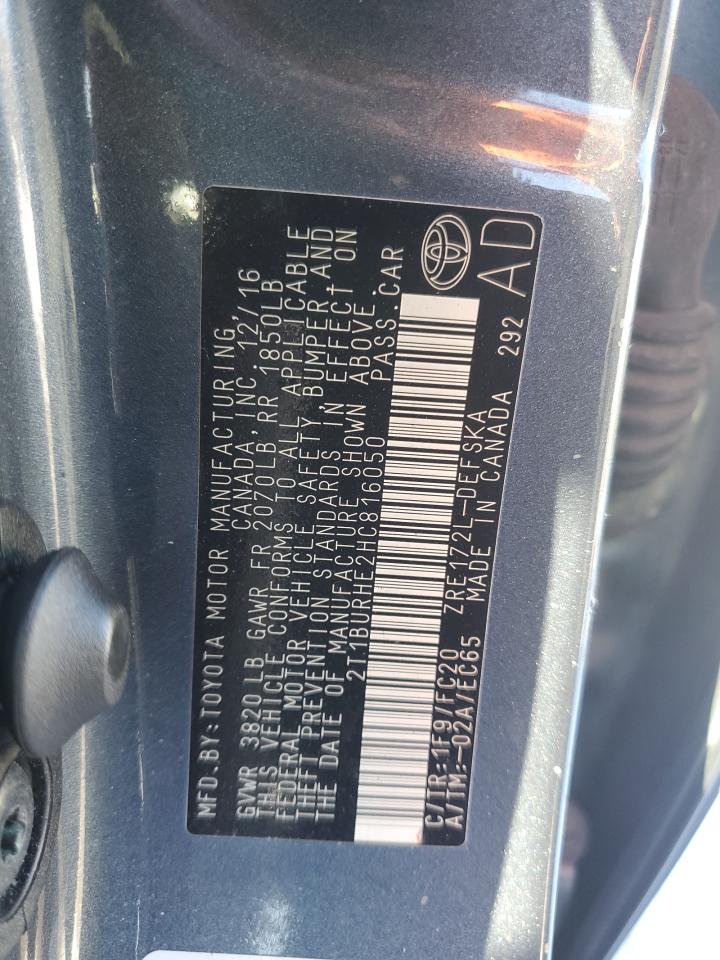 MFD.BY:TOYOTA MOTOR MANUFACTURING,
CANADA,INC.12/16
GVWR 3820LB GAWR FR 2070LB RR 1850LB
THIS VEHICLE CONFORMS TO ALL APPLICABLE
FEDERAL MOTOR VEHICLE SAFETY, BUMPER,AND
THEFT PREVENTION STANDARDS IN EFFECT ON
THE DATE OF MANUFACTURE SHOWN ABOVE.
2T1BURHE2HC816050 PASS.CAR
C/TR:1F9/FC20 ZRE172L-DEFSKA
A/TM:-02A/EC65 MADE IN CANADA 292
AD